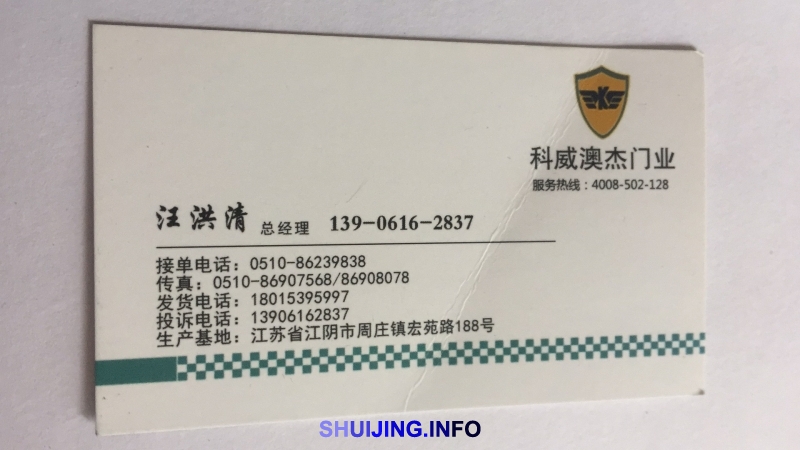 科威澳杰门业
服务热线：4008-502-128
汪洪清 总经理 139-0616-2837
接单电话：0510-86239838
传真：0510-86907568/86908078
发货电话：18015395997
投诉电话：13906162837
生产基地：江苏省江阴市周庄镇宏苑路188号
SHUIJING.INFO